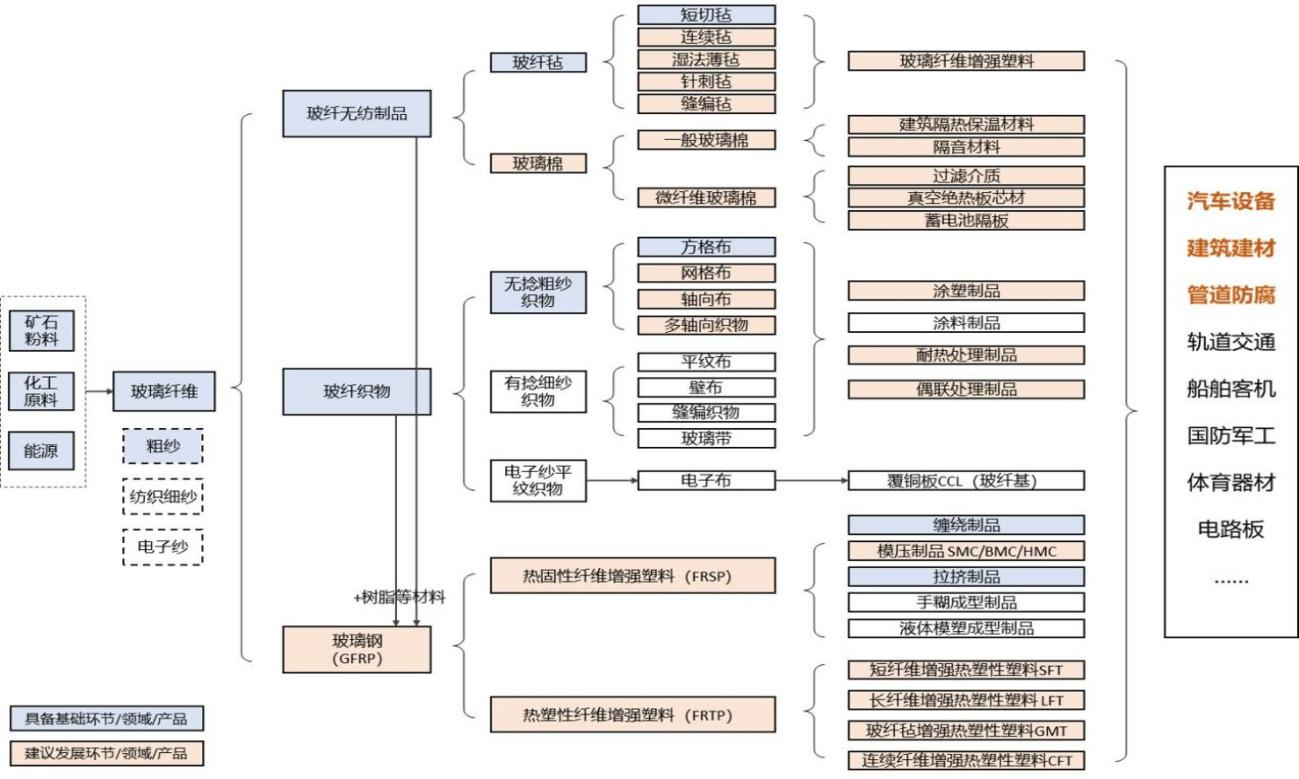 矿石
粉料
化工
原料
能源
玻璃纤维
粗纱
纺织细纱
电子纱
玻纤无纺制品
玻纤织物
+树脂等材料
玻璃钢
(GFRP)
玻纤毡
玻璃棉
无捻粗纱
织物
有捻细纱
织物
电子纱平
纹织物
热固性纤维增强塑料（FRSP）
热塑性纤维增强塑料（FRTP）
短切毡
连续毡
湿法薄毡
针刺毡
缝编毡
一般玻璃棉
微纤维玻璃棉
方格布
网格布
轴向布
多轴向织物
平纹布
壁布
缝编织物
玻璃带
电子布
玻璃纤维增强塑料
建筑隔热保温材料
隔音材料
过滤介质
真空绝热板芯材
蓄电池隔板
涂塑制品
涂料制品
耐热处理制品
偶联处理制品
覆铜板CCL（玻纤基）
缠绕制品
模压制品 SMC/BMC/HMC
拉挤制品
手糊成型制品
液体模塑成型制品
短纤维增强热塑性塑料SFT
长纤维增强热塑性塑料 LFT
玻纤毡增强热塑性塑料GMT
连续纤维增强热塑性塑料CFT
汽车设备
建筑建材
管道防腐
轨道交通
船舶客机
国防军工
体育器材
电路板
……
具备基础环节/领域/产品
建议发展环节/领域/产品